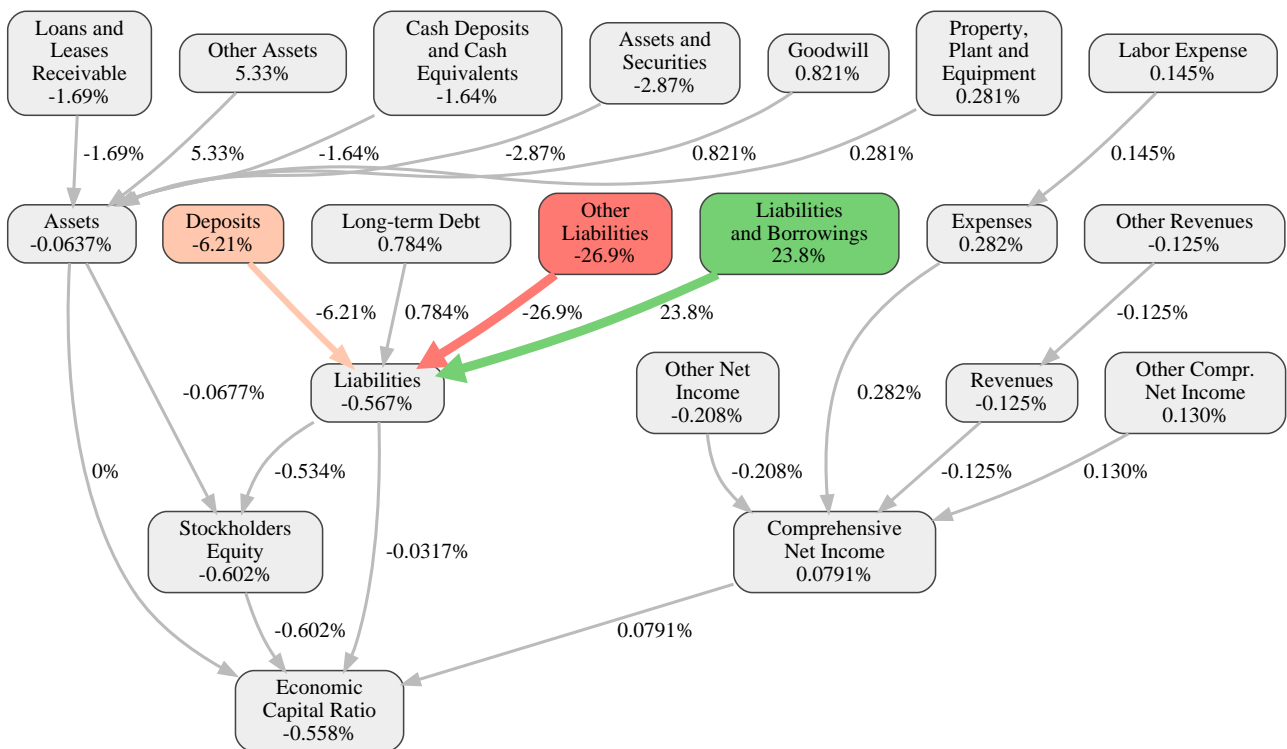 Loans and
Leases
Receivable
-1.69%
Other Assets
5.33%
Cash Deposits
and Cash
Equivalents
-1.64%
Assets and
Securities
-2.87%
Goodwill
0.821%
Property,
Plant and
Equipment
0.281%
Labor Expense
0.145%
-1.69%
5.33%
-1.64%
-2.87%
0.821%
0.281%
0.145%
Assets
-0.0637%
Deposits
-6.21%
Long-term Debt
0.784%
Other
Liabilities
-26.9%
Liabilities
and Borrowings
23.8%
Expenses
0.282%
Other Revenues
-0.125%
-6.21%
0.784%
-26.9%
23.8%
-0.125%
-0.0677%
Liabilities
-0.567%
Other Net
Income
-0.208%
0.282%
Revenues
-0.125%
Other Compr.
Net Income
0.130%
0%
-0.534%
-0.208%
-0.125%
0.130%
Stockholders
Equity
-0.602%
-0.0317%
Comprehensive
Net Income
0.0791%
-0.602%
0.0791%
Economic
Capital Ratio
-0.558%